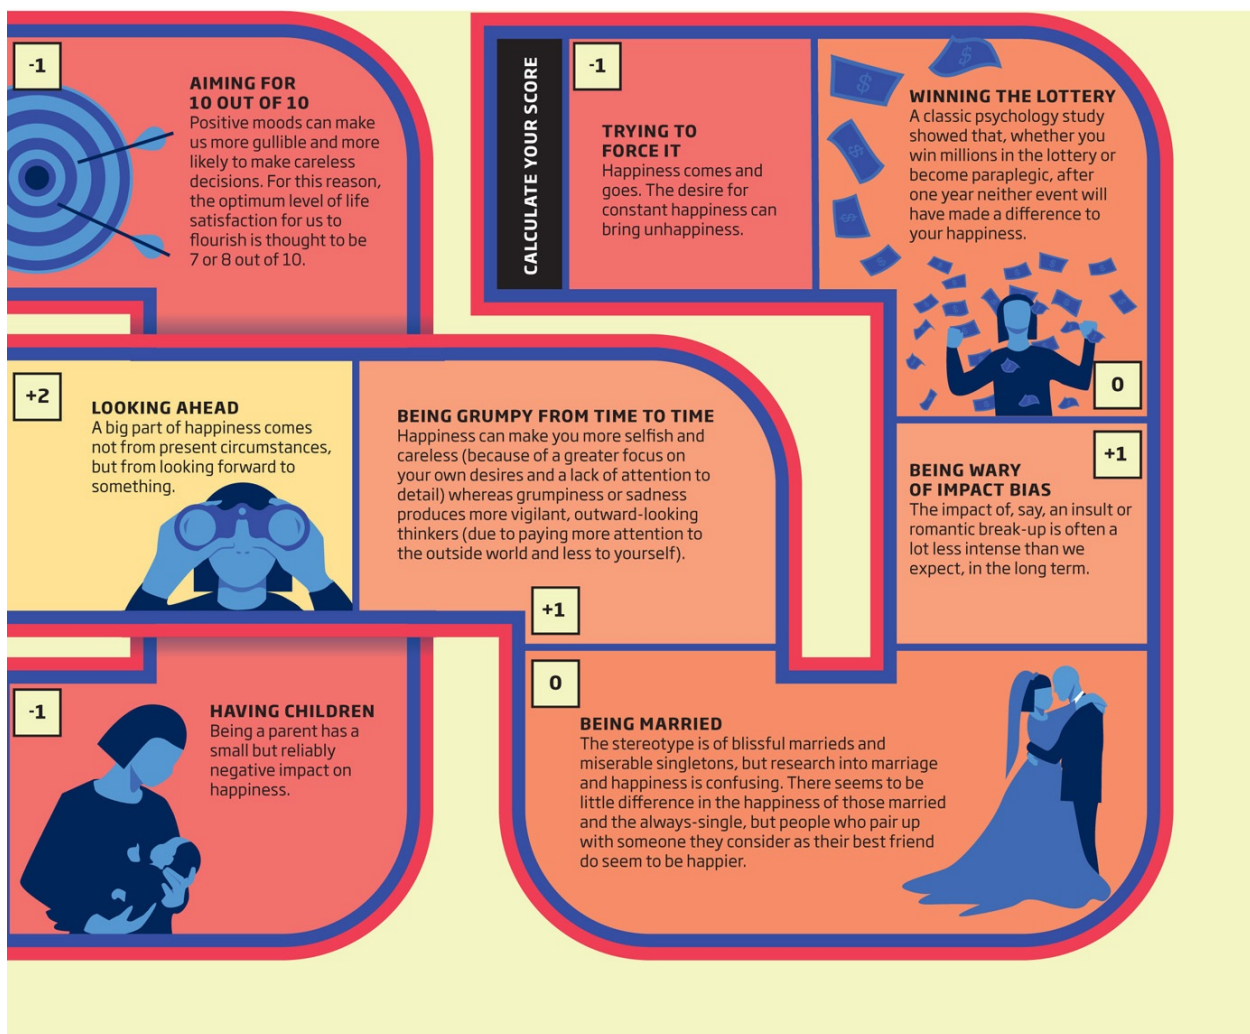 -1
AIMING FOR
10 OUT OF 10
Positive moods can make
us more gullible and more
likely to make careless
decisions. For this reason,
the optimum level of life
satisfaction for us to
flourish is thought to be
7 or 8 out of 10.
CALCULATE YOUR SCORE
-1
TRYING TO
FORCE IT
Happiness comes and
goes. The desire for
constant happiness can
bring unhappiness.
WINNING THE LOTTERY
A classic psychology study
showed that, whether you
win millions in the lottery or
become paraplegic, after
one year neither event will
have made a difference to
your happiness.
0
+2
LOOKING AHEAD
A big part of happiness comes
not from present circumstances,
but from looking forward to
something.
BEING GRUMPY FROM TIME TO TIME
Happiness can make you more selfish and
careless (because of a greater focus on
your own desires and a lack of attention to
detail) whereas grumpiness or sadness
produces more vigilant, outward-looking
thinkers (due to paying more attention to
the outside world and less to yourself).
+1
+1
BEING WARY
OF IMPACT BIAS
The impact of, say, an insult or
romantic break-up is often a
lot less intense than we
expect, in the long term.
-1
HAVING CHILDREN
Being a parent has a
small but reliably
negative impact on
happiness.
0
BEING MARRIED
The stereotype is of blissful marrieds and
miserable singletons, but research into marriage
and happiness is confusing. There seems to be
little difference in the happiness of those married
and the always-single, but people who pair up
with someone they consider as their best friend
do seem to be happier.